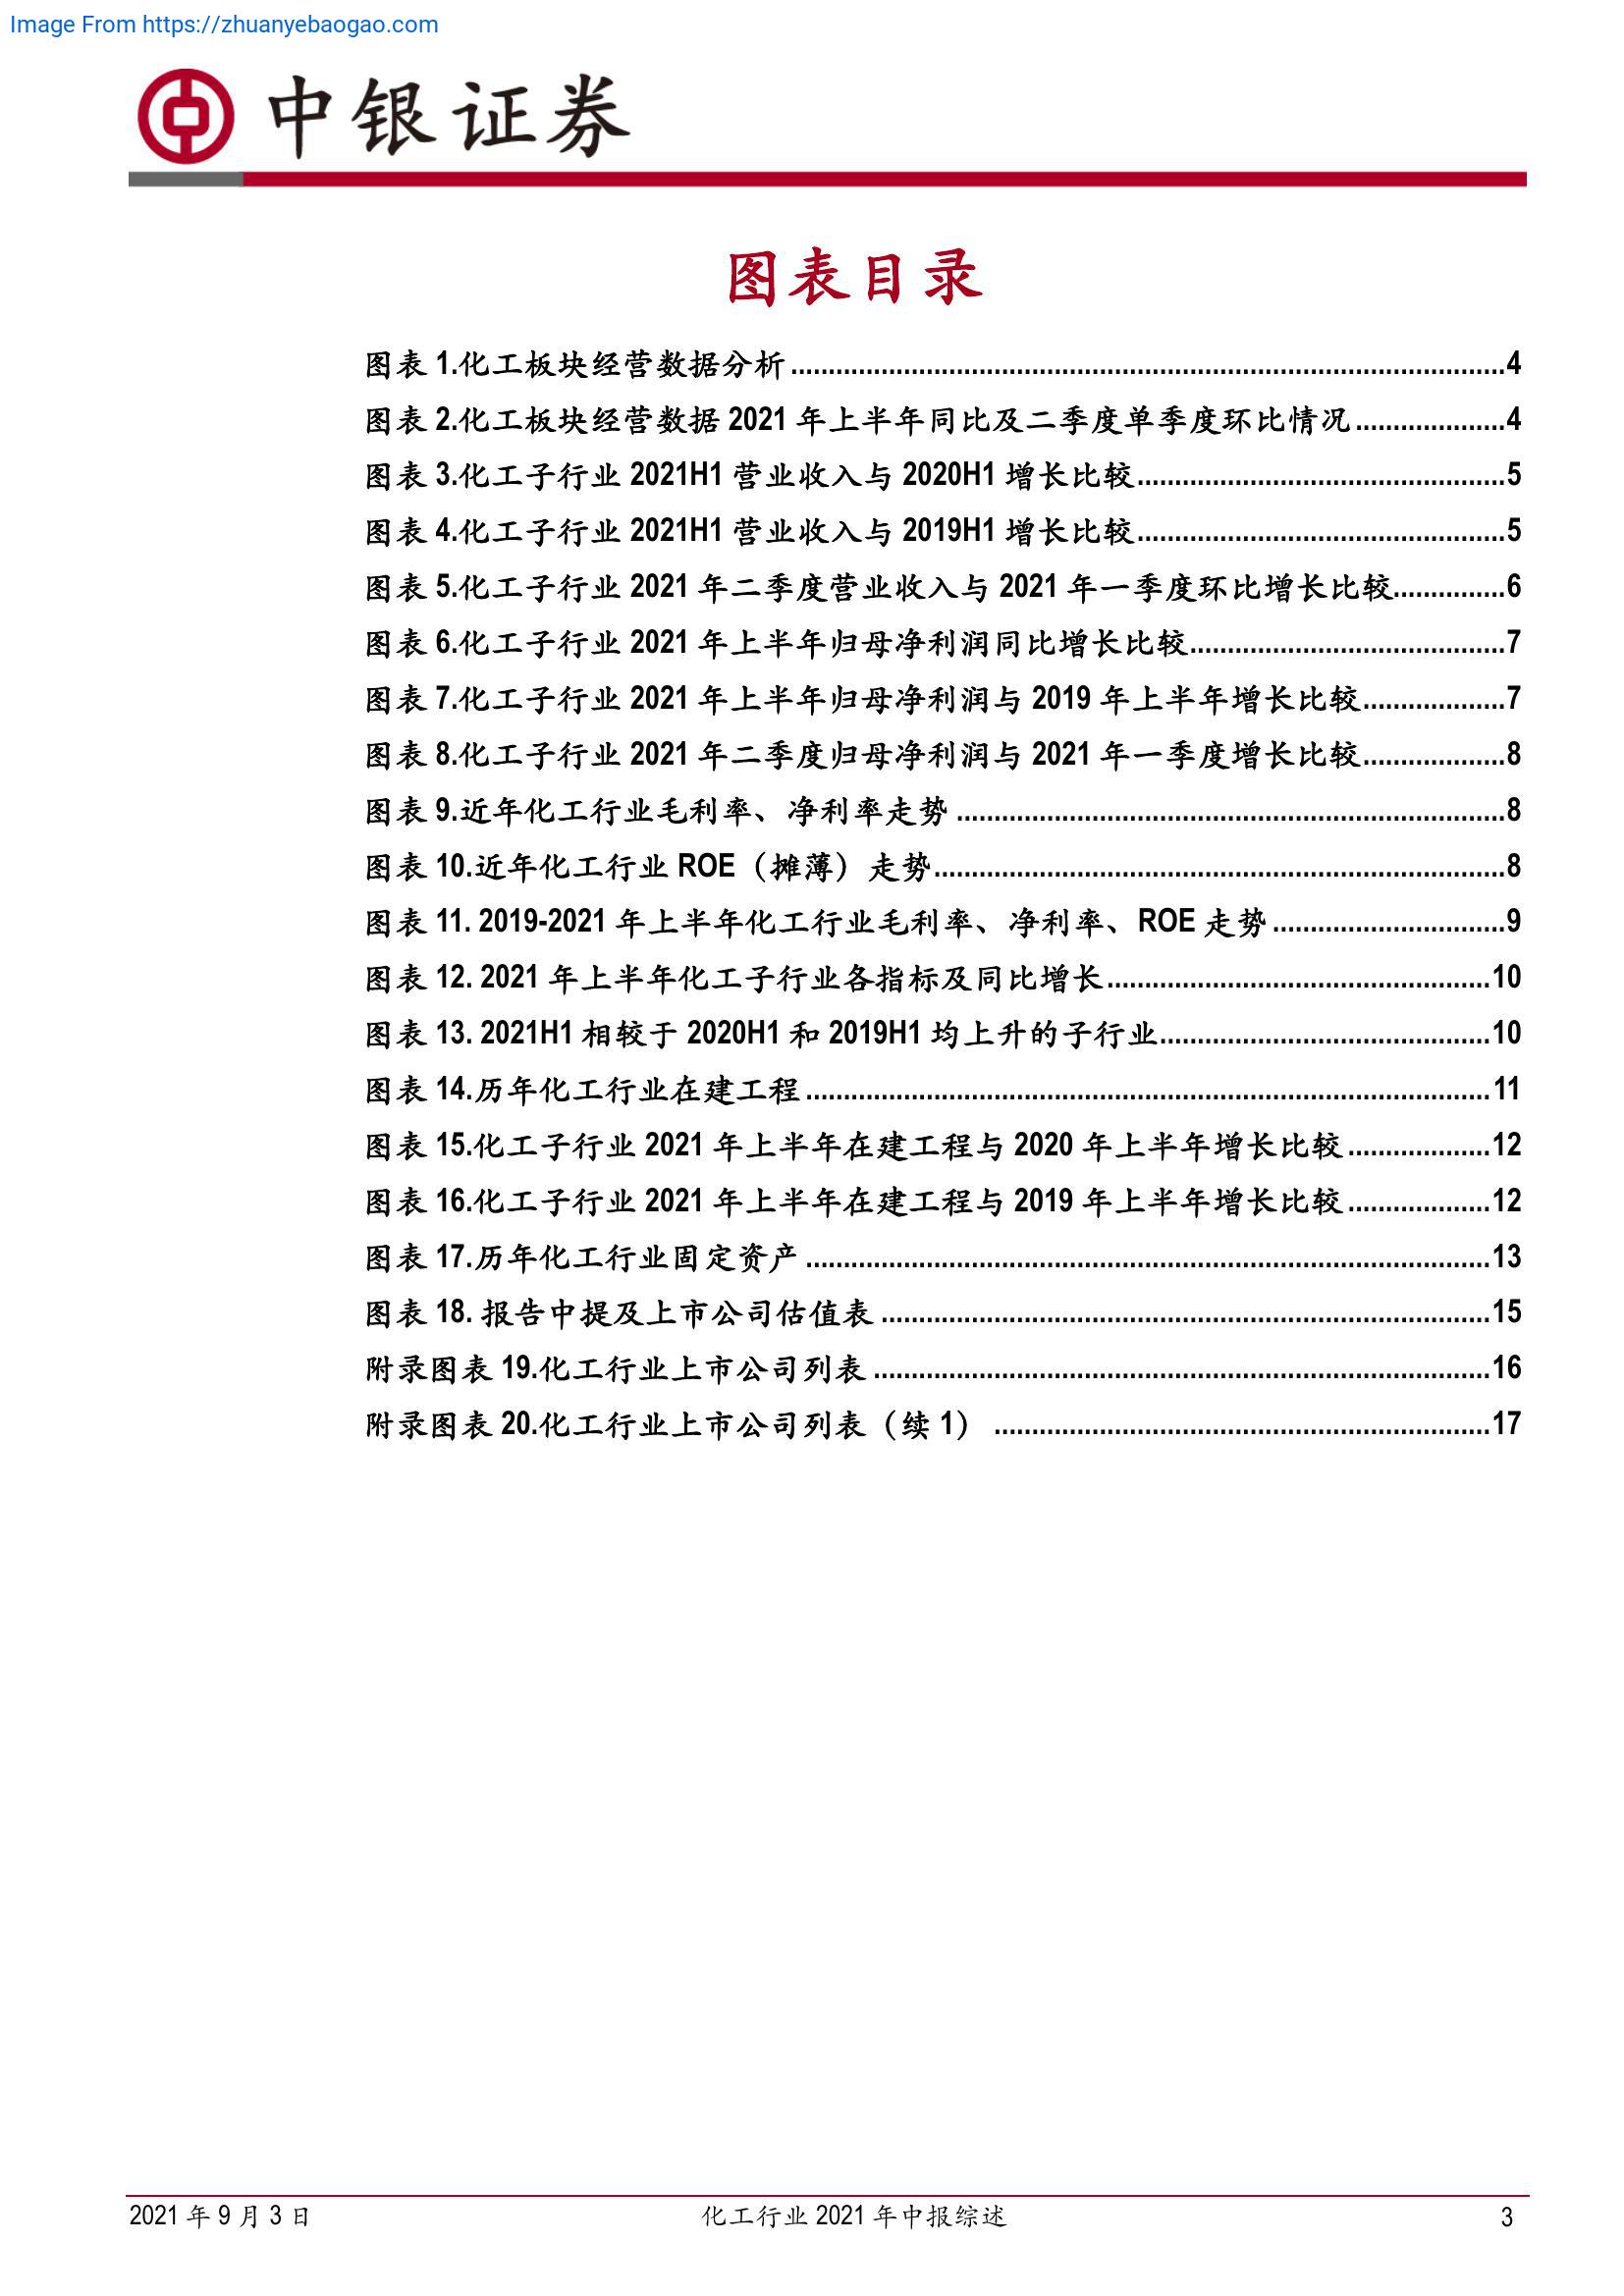 Image From https://zhuanyebaogao.com
中银证券
图表目录
图表 1.化工板块经营数据分析......4
图表 2.化工板块经营数据 2021 年上半年同比及二季度单季度环比情况......4
图表 3.化工子行业 2021H1 营业收入与 2020H1 增长比较......5
图表 4.化工子行业 2021H1 营业收入与 2019H1 增长比较......5
图表 5.化工子行业 2021 年二季度营业收入与 2021 年一季度环比增长比较......6
图表 6.化工子行业 2021 年上半年归母净利润同比增长比较......7
图表 7.化工子行业 2021 年上半年归母净利润与 2019 年上半年增长比较......7
图表 8.化工子行业 2021 年二季度归母净利润与 2021 年一季度增长比较......8
图表 9.近年化工行业毛利率、净利率走势......8
图表 10.近年化工行业 ROE（摊薄）走势......8
图表 11. 2019-2021 年上半年化工行业毛利率、净利率、ROE 走势......9
图表 12. 2021 年上半年化工子行业各指标及同比增长......10
图表 13. 2021H1 相较于 2020H1 和 2019H1 均上升的子行业......10
图表 14.历年化工行业在建工程......11
图表 15.化工子行业 2021 年上半年在建工程与 2020 年上半年增长比较......12
图表 16.化工子行业 2021 年上半年在建工程与 2019 年上半年增长比较......12
图表 17.历年化工行业固定资产......13
图表 18. 报告中提及上市公司估值表......15
附录图表 19.化工行业上市公司列表......16
附录图表 20.化工行业上市公司列表（续 1）......17
2021 年 9 月 3 日 化工行业 2021 年中报综述 3